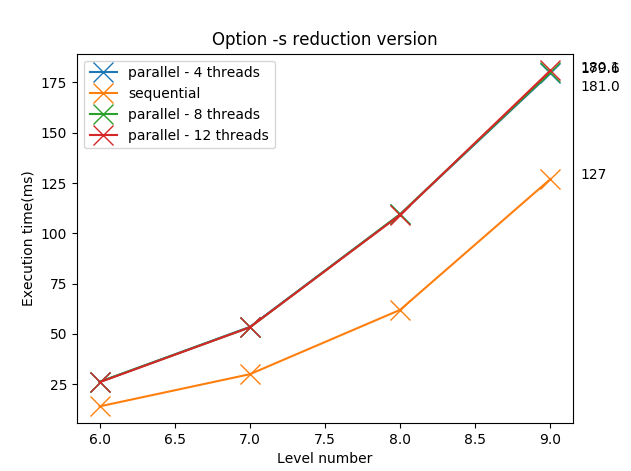 Option -s reduction version
parallel - 4 threads
sequential
parallel - 8 threads
parallel - 12 threads
Execution time(ms)
175
150
125
100
75
50
25
181.0
127
6.0 6.5 7.0 7.5 8.0 8.5 9.0
Level number